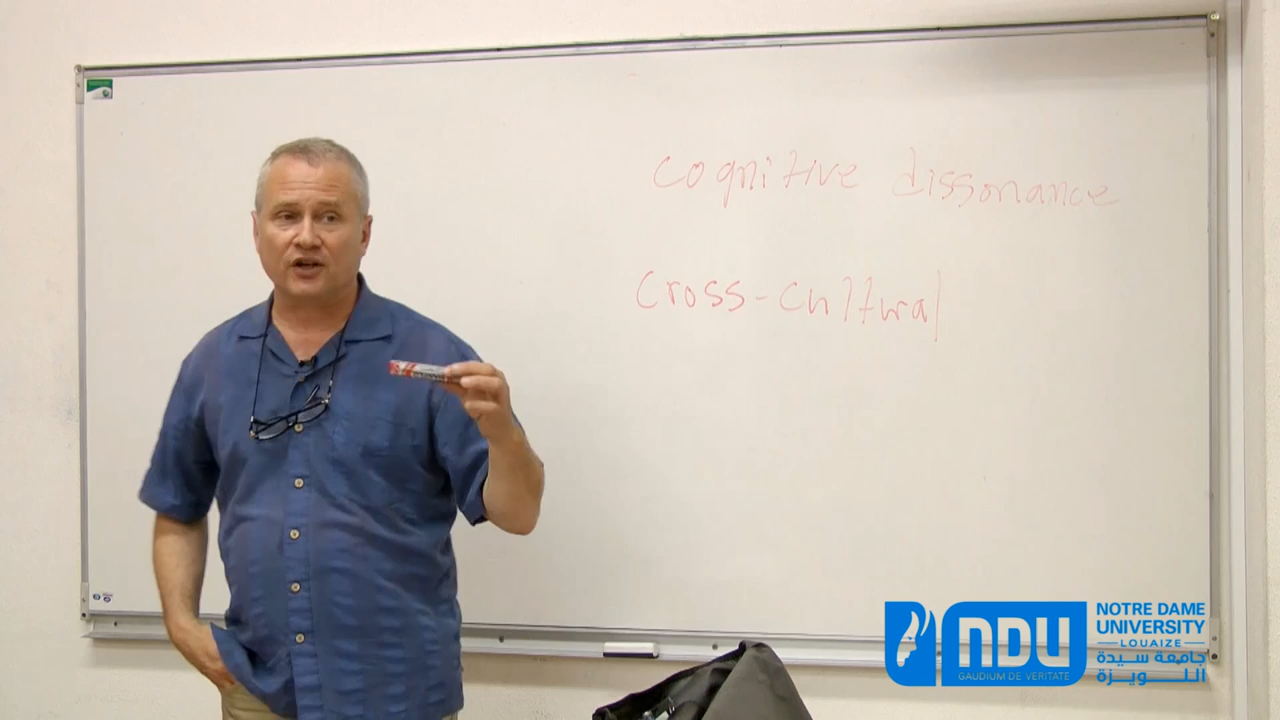 cognitive dissonance
cross-cultural
NDU
GAUDIUM DE VERITATE
NOTRE DAME
UNIVERSITY
LOUAIZE
جامعة سيدة
اللويزة